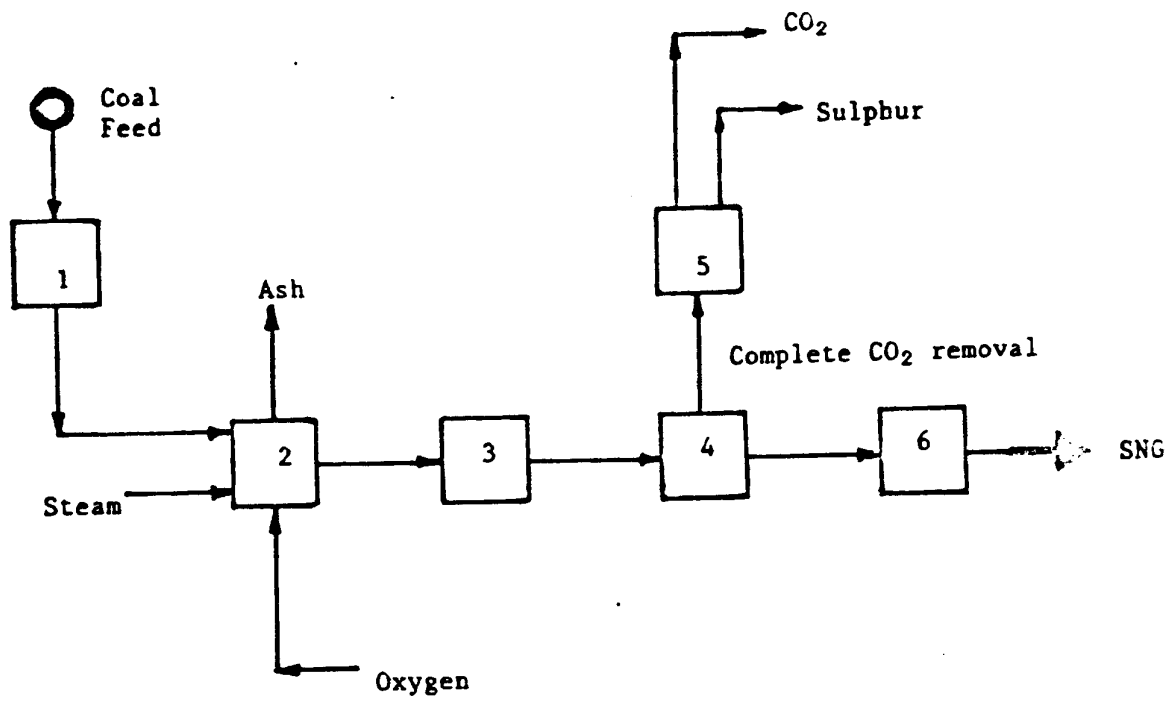 CO₂
Coal
Feed
Sulphur
1
5
Ash
Complete CO₂ removal
2
3
4
6
SNG
Steam
Oxygen